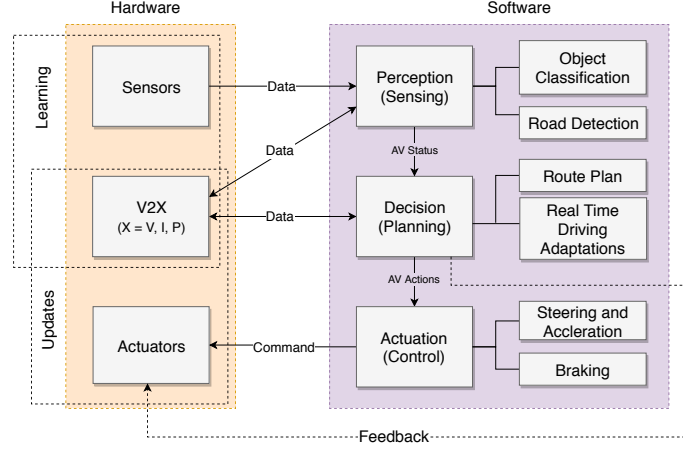 Hardware
Software
Learning
Sensors
Data
Perception
(Sensing)
Object
Classification
Road Detection
Data
AV Status
V2X
(X = V, I, P)
Data
Decision
(Planning)
Route Plan
Real Time
Driving
Adaptations
Updates
AV Actions
Actuators
Command
Actuation
(Control)
Steering and
Accleration
Braking
Feedback